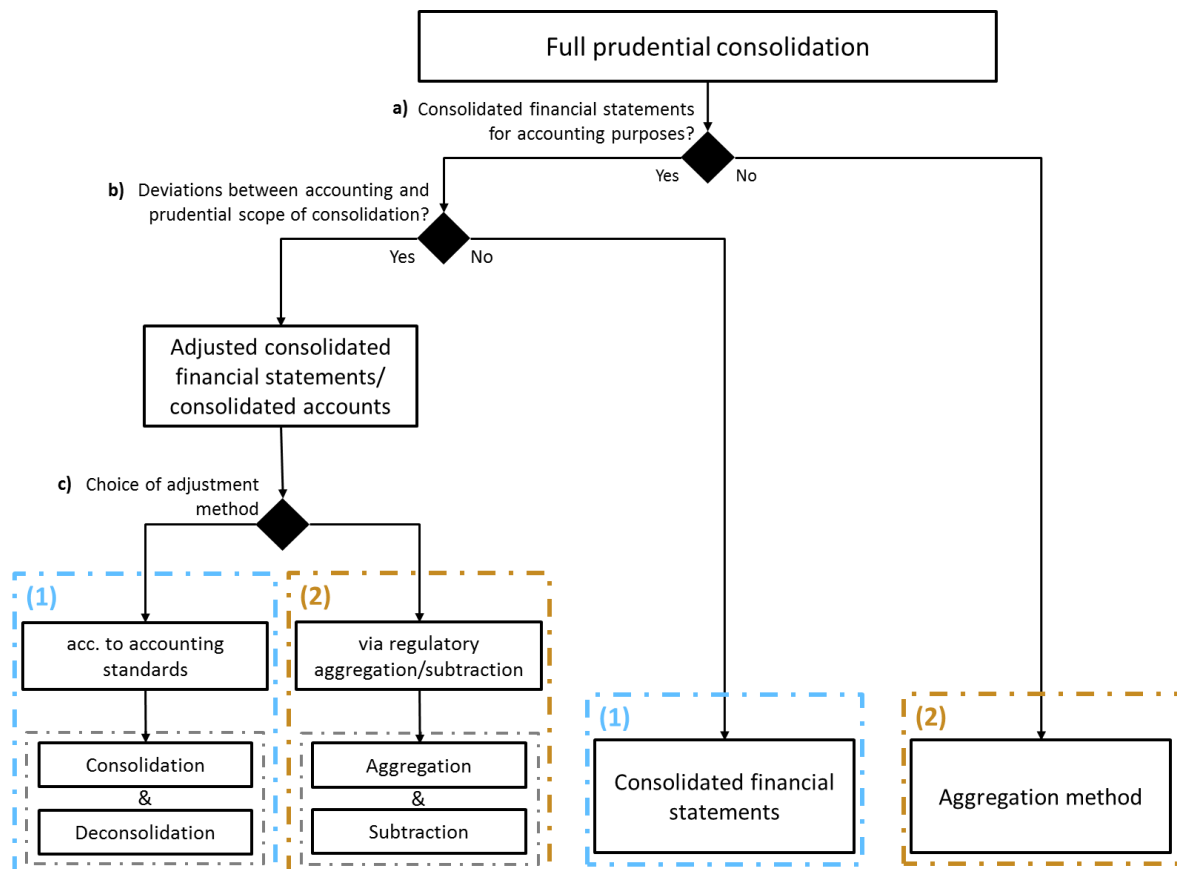 Full prudential consolidation
a) Consolidated financial statements
for accounting purposes?
Yes No
b) Deviations between accounting and
prudential scope of consolidation?
Yes No
Adjusted consolidated
financial statements/
consolidated accounts
c) Choice of adjustment
method
(1)
acc. to accounting
standards
Consolidation
&
Deconsolidation
(2)
via regulatory
aggregation/subtraction
Aggregation
&
Subtraction
(1)
Consolidated financial
statements
(2)
Aggregation method